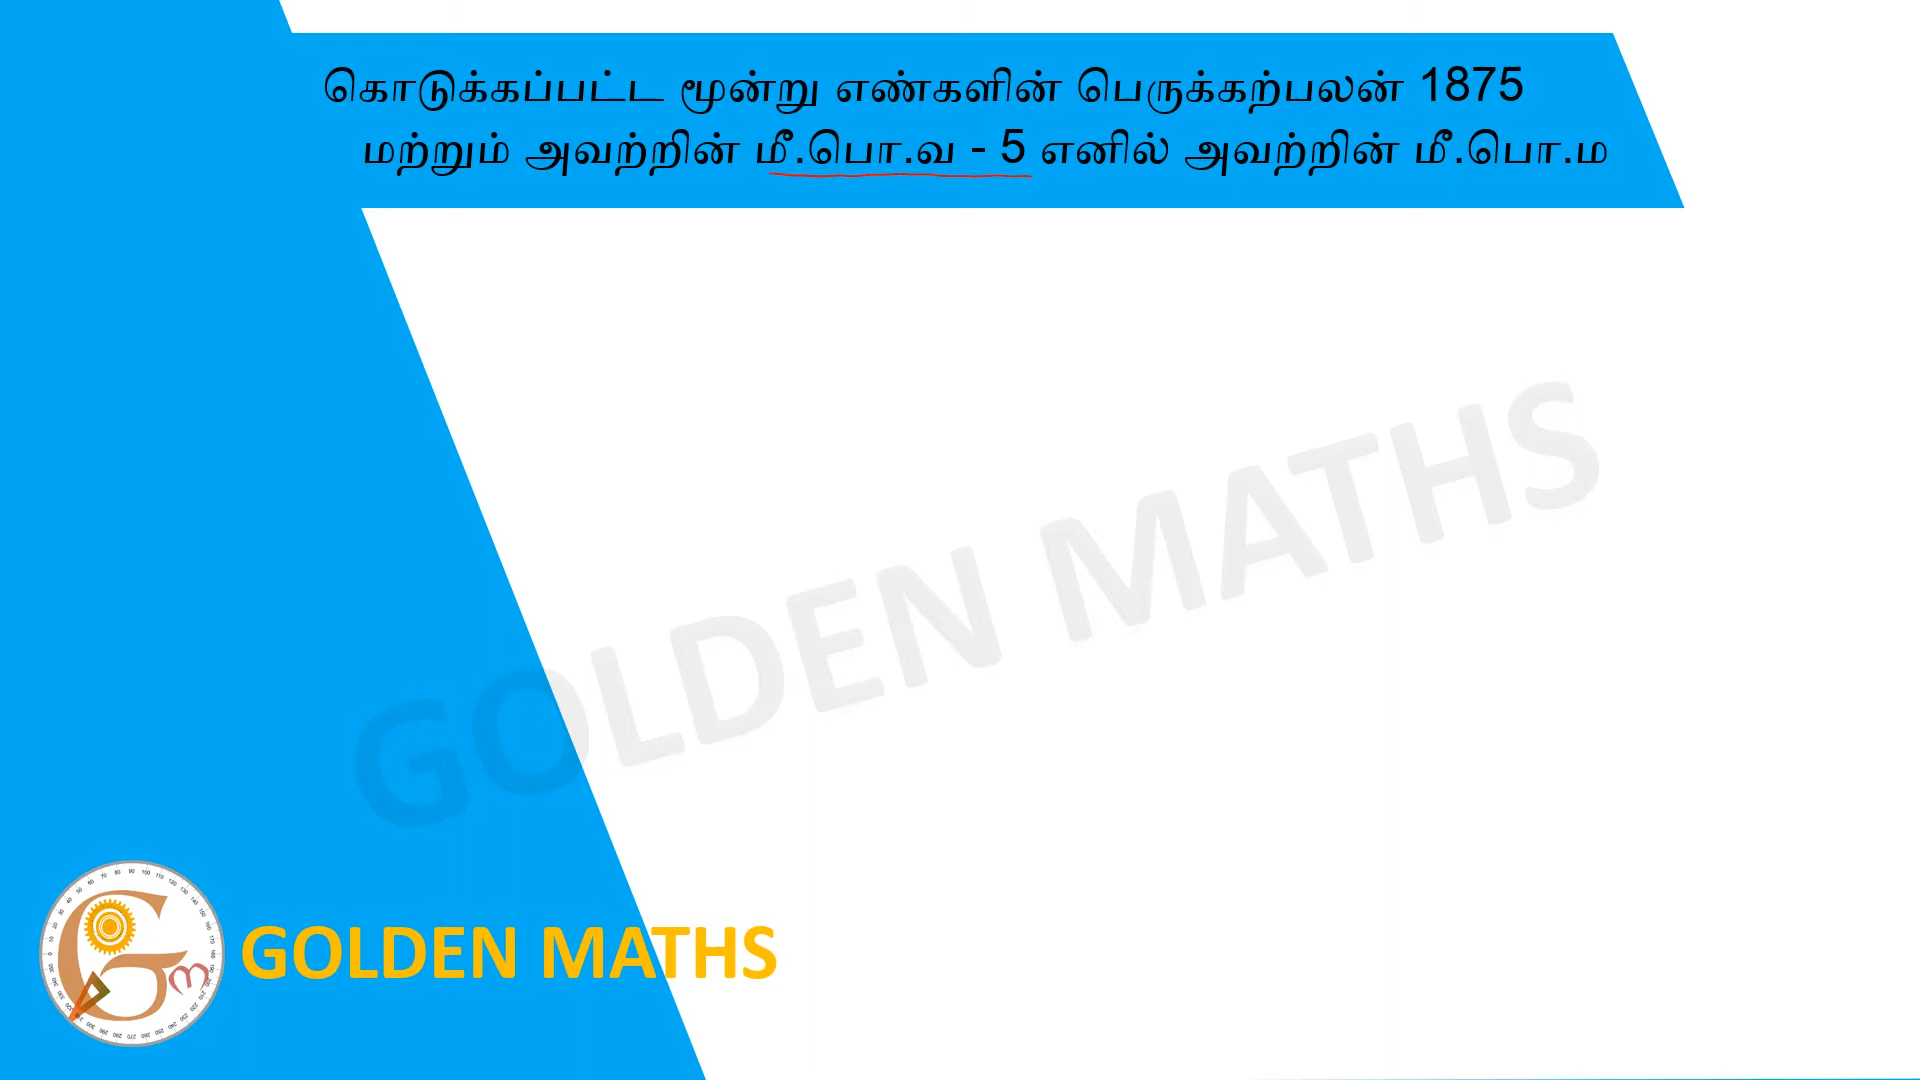 கொடுக்கப்பட்ட மூன்று எண்களின் பெருக்கற்பலன் 1875
மற்றும் அவற்றின் மீ.பொ.வ - 5 எனில் அவற்றின் மீ.பொ.ம
GOLDEN MATHS
GOLDEN MATHS